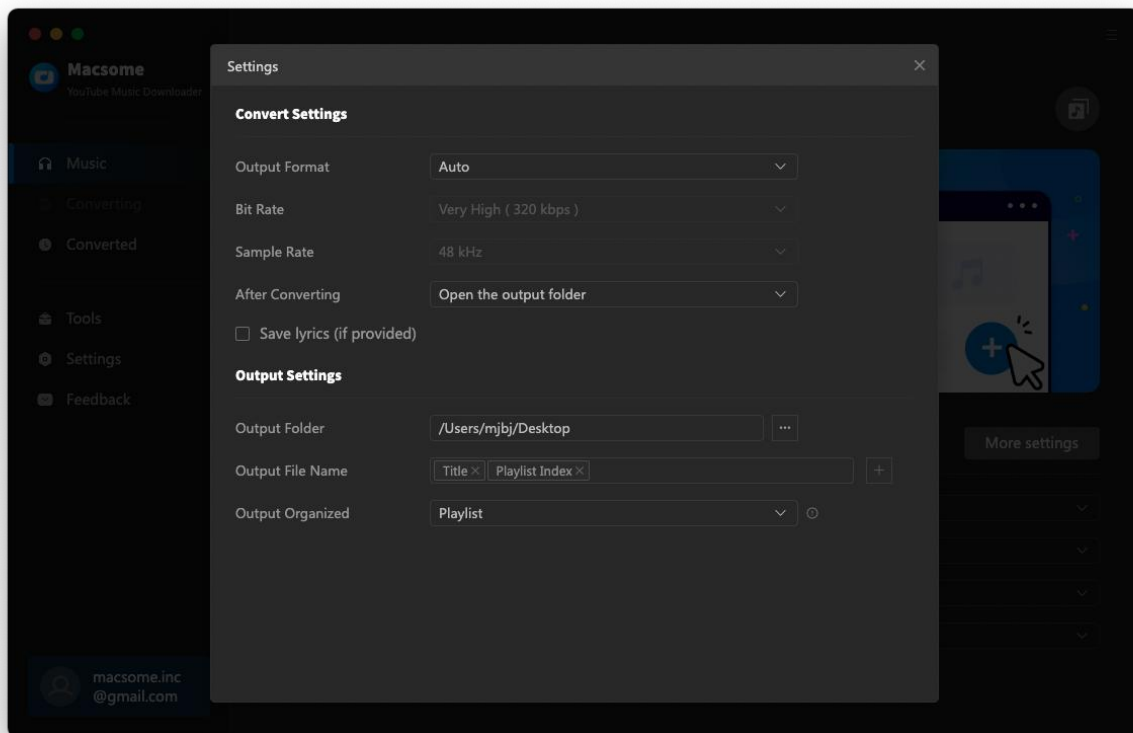 Macsome
YouTube Music Downloader
Music
Converting
Converted
Tools
Settings
Feedback
macsome.inc
@gmail.com
Settings
Convert Settings
Output Format Auto
Bit Rate Very High ( 320 kbps )
Sample Rate 48 kHz
After Converting Open the output folder
Save lyrics (if provided)
Output Settings
Output Folder /Users/mjbj/Desktop ...
Output File Name Title × Playlist Index × +
Output Organized Playlist
More settings